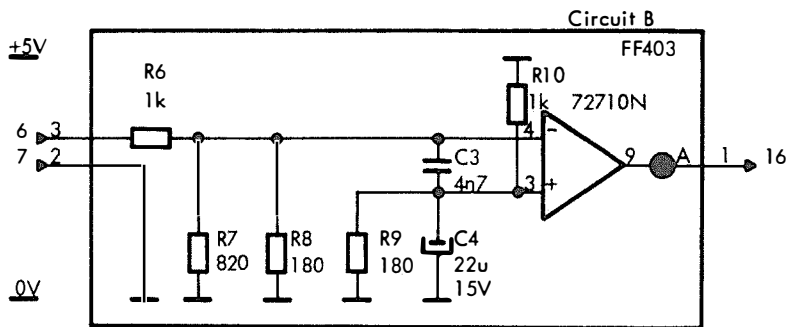 Circuit B
+5V
FF403
R6
1k
R10
1k
72710N
6 3
7 2
4
-
9
A
1
16
C3
4n7
3
+
R7
820
R8
180
R9
180
C4
22u
15V
0V